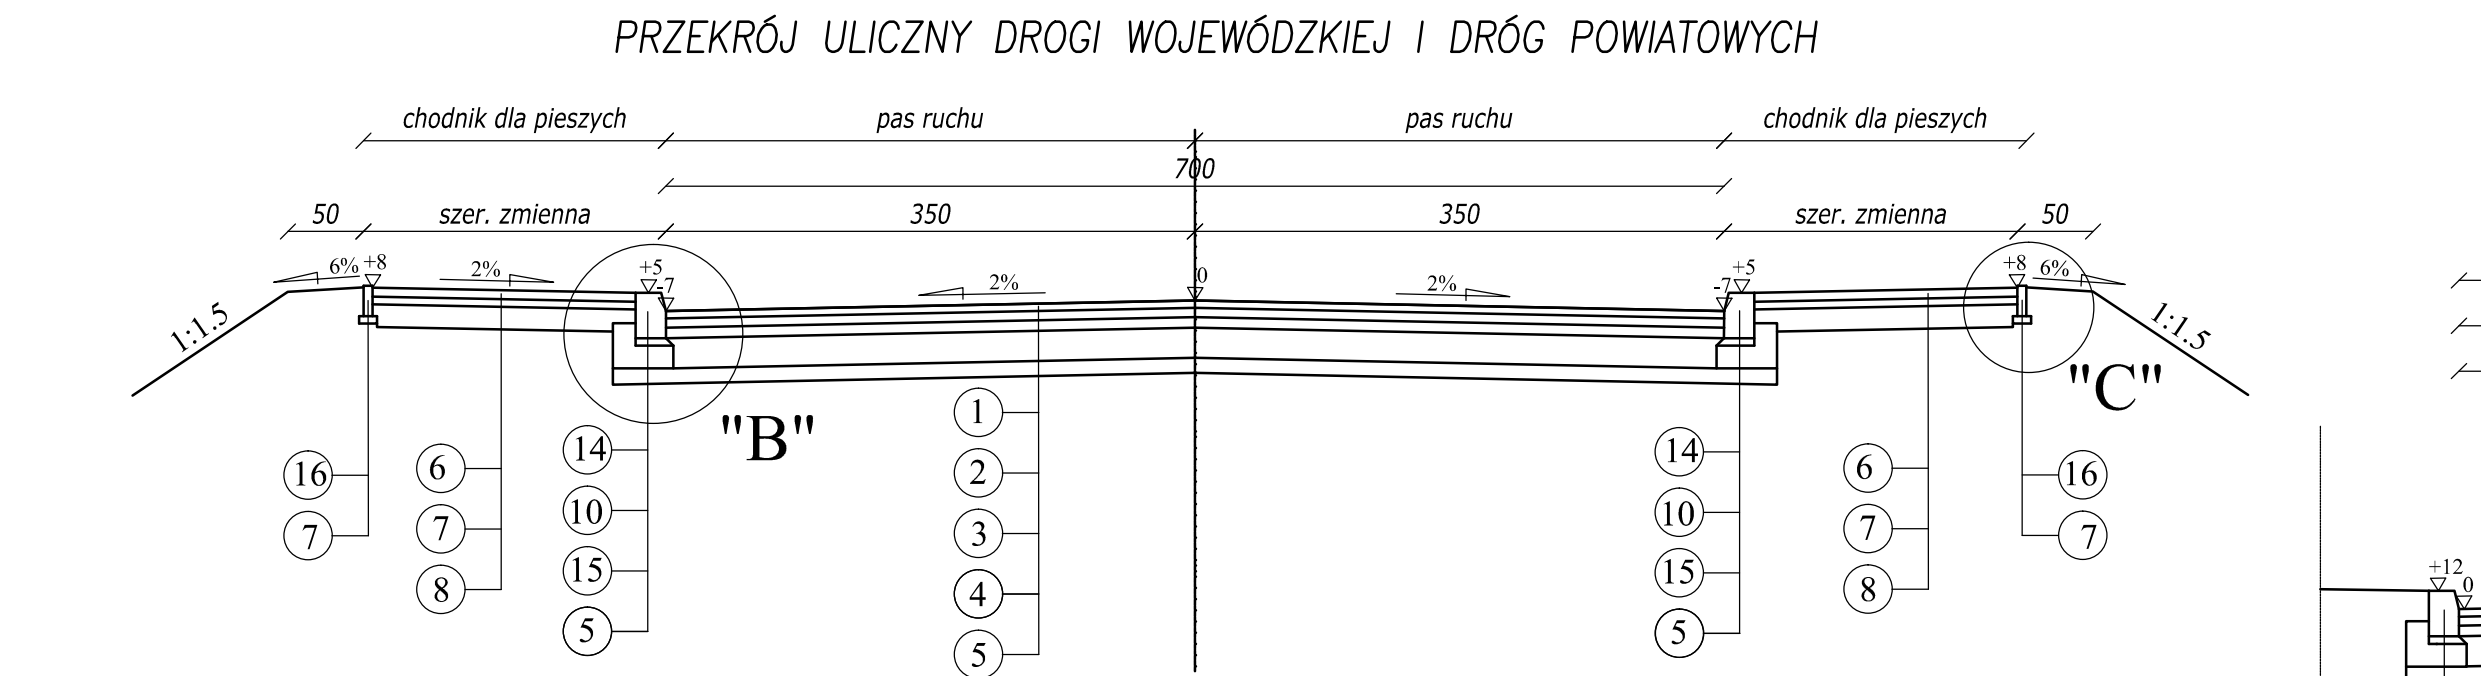 PRZEKRÓJ ULICZNY DROGI WOJEWÓDZKIEJ I DRÓG POWIATOWYCH
chodnik dla pieszych pas ruchu pas ruchu chodnik dla pieszych
700
50 szer. zmienna 350 350 szer. zmienna 50
6% +8 2% +5 -7 2% 0 2% -7 +5 +8 6%
1:1.5 1:1.5
"B" "C"
16 6 14 1 14 6 16
7 7 10 2 10 7 7
8 15 3 15 8
5 4 5
5
+12 0